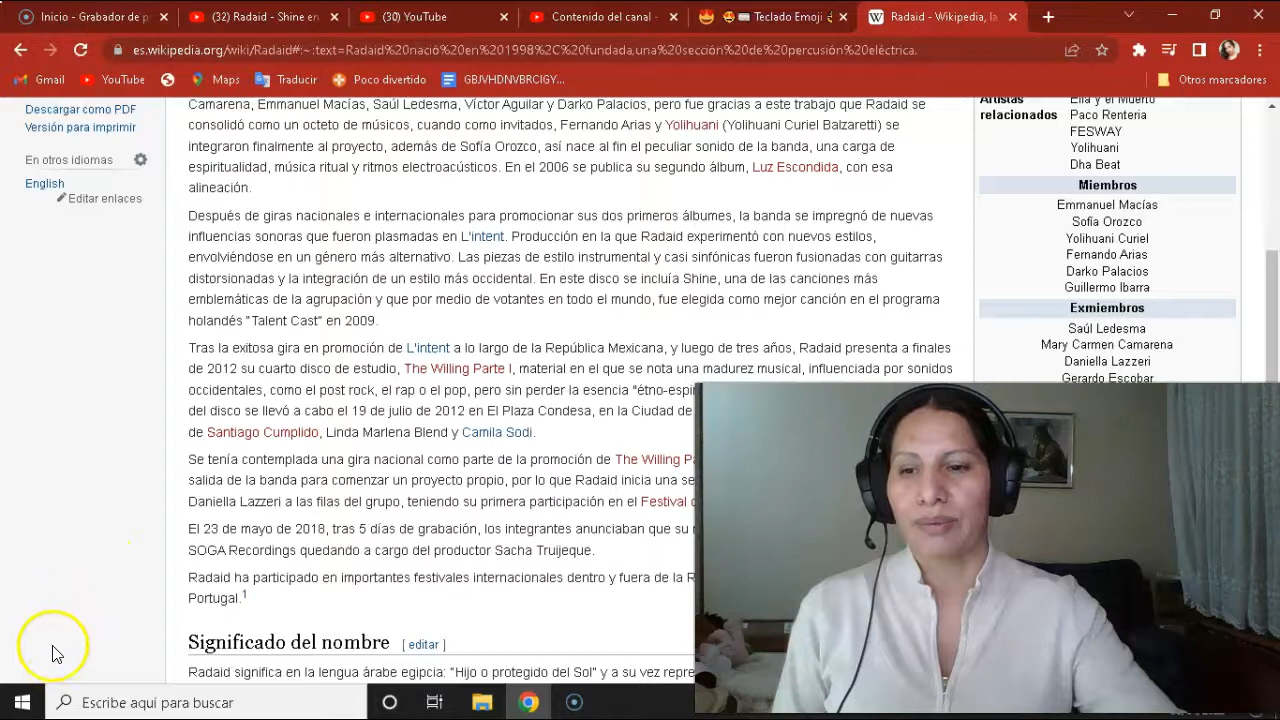 Inicio - Grabador de p
(32) Radaid - Shine en
(30) YouTube
Contenido del canal -
Teclado Emoji
Radaid - Wikipedia, la
es.wikipedia.org/wiki/Radaid#:~:text=Radaid%20nació%20en%201998%2C%20fundada,una%20sección%20de%20percusión%20eléctrica.
Gmail
YouTube
Maps
Traducir
Poco divertido
GBJVHDNVBRCIGY...
Otros marcadores
Descargar como PDF
Versión para imprimir
En otros idiomas
English
Editar enlaces
Camarena, Emmanuel Macías, Saúl Ledesma, Víctor Aguilar y Darko Palacios, pero fue gracias a este trabajo que Radaid se
consolidó como un octeto de músicos, cuando como invitados, Fernando Arias y Yolihuani (Yolihuani Curiel Balzaretti) se
integraron finalmente al proyecto, además de Sofía Orozco, así nace al fin el peculiar sonido de la banda, una carga de
espiritualidad, música ritual y ritmos electroacústicos. En el 2006 se publica su segundo álbum, Luz Escondida, con esa
alineación.
Después de giras nacionales e internacionales para promocionar sus dos primeros álbumes, la banda se impregnó de nuevas
influencias sonoras que fueron plasmadas en L'intent. Producción en la que Radaid experimentó con nuevos estilos,
envolviéndose en un género más alternativo. Las piezas de estilo instrumental y casi sinfónicas fueron fusionadas con guitarras
distorsionadas y la integración de un estilo más occidental. En este disco se incluía Shine, una de las canciones más
emblemáticas de la agrupación y que por medio de votantes en todo el mundo, fue elegida como mejor canción en el programa
holandés "Talent Cast" en 2009.
Tras la exitosa gira en promoción de L'intent a lo largo de la República Mexicana, y luego de tres años, Radaid presenta a finales
de 2012 su cuarto disco de estudio, The Willing Parte I, material en el que se nota una madurez musical, influenciada por sonidos
occidentales, como el post rock, el rap o el pop, pero sin perder la esencia "étno-espi
del disco se llevó a cabo el 19 de julio de 2012 en El Plaza Condesa, en la Ciudad de
de Santiago Cumplido, Linda Marlena Blend y Camila Sodi.
Se tenía contemplada una gira nacional como parte de la promoción de The Willing Pa
salida de la banda para comenzar un proyecto propio, por lo que Radaid inicia una se
Daniella Lazzeri a las filas del grupo, teniendo su primera participación en el Festival
El 23 de mayo de 2018, tras 5 días de grabación, los integrantes anunciaban que su
SOGA Recordings quedando a cargo del productor Sacha Truijeque.
Radaid ha participado en importantes festivales internacionales dentro y fuera de la R
Portugal.1
Significado del nombre [ editar ]
Radaid significa en la lengua árabe egipcia: "Hijo o protegido del Sol" y a su vez repre
Artistas
relacionados
Ella y el Muerto
Paco Renteria
FESWAY
Yolihuani
Dha Beat
Miembros
Emmanuel Macías
Sofía Orozco
Yolihuani Curiel
Fernando Arias
Darko Palacios
Guillermo Ibarra
Exmiembros
Saúl Ledesma
Mary Carmen Camarena
Daniella Lazzeri
Gerardo Escobar
Escribe aquí para buscar